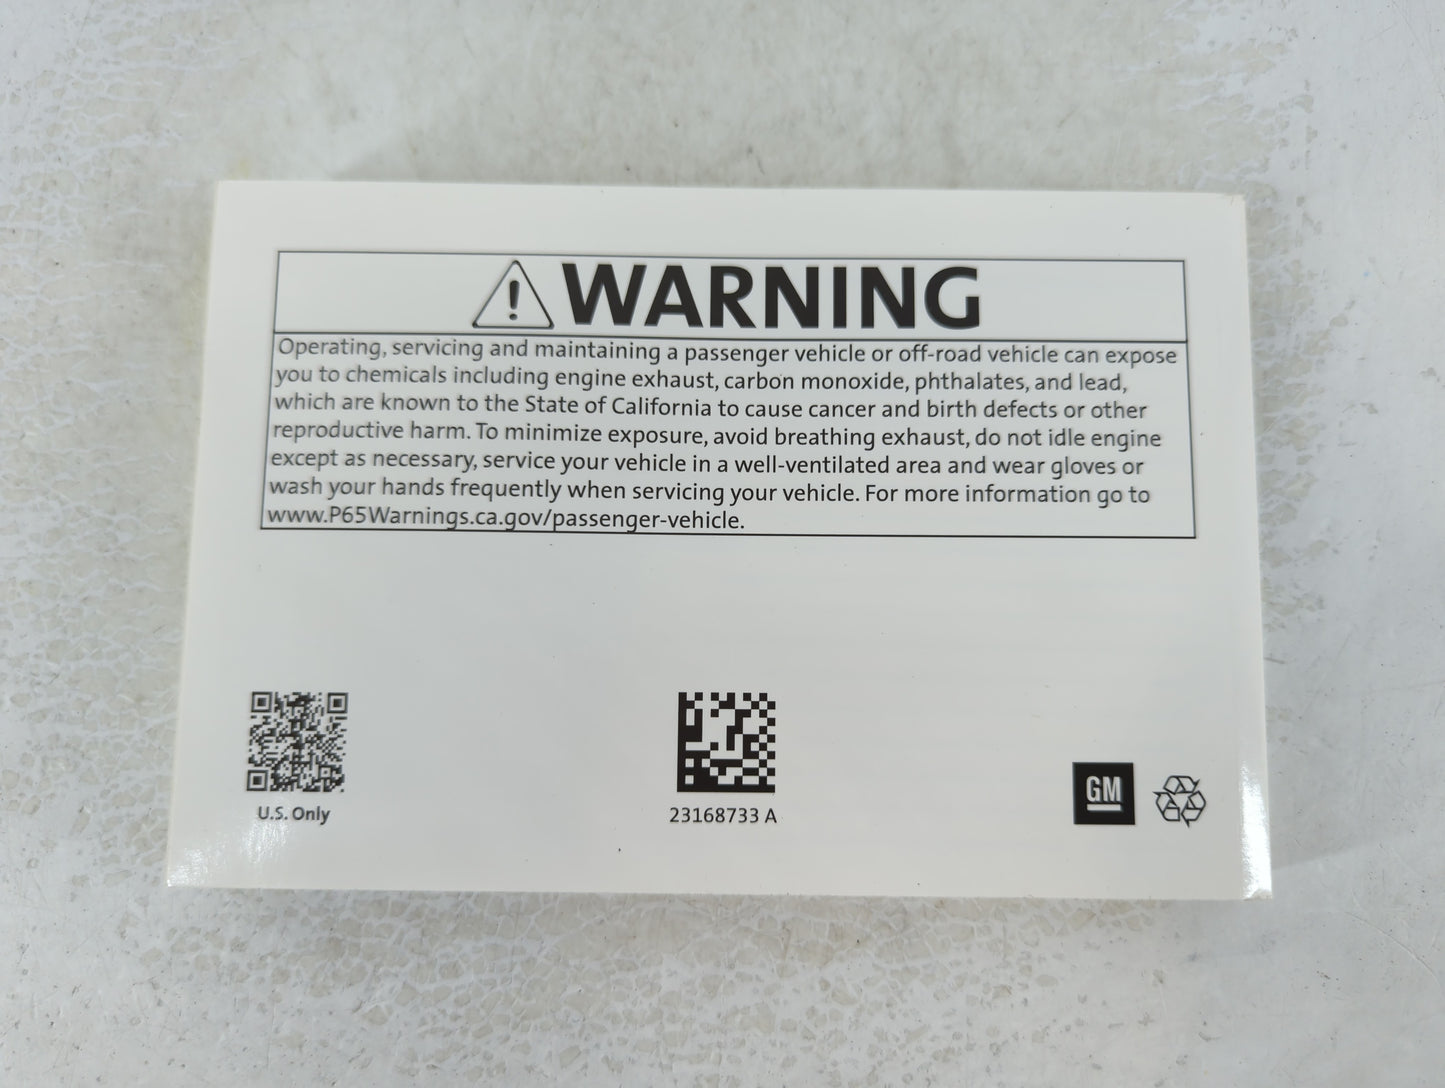 WARNING
Operating, servicing and maintaining a passenger vehicle or off-road vehicle can expose
you to chemicals including engine exhaust, carbon monoxide, phthalates, and lead,
which are known to the State of California to cause cancer and birth defects or other
reproductive harm. To minimize exposure, avoid breathing exhaust, do not idle engine
except as necessary, service your vehicle in a well-ventilated area and wear gloves or
wash your hands frequently when servicing your vehicle. For more information go to
www.P65Warnings.ca.gov/passenger-vehicle.
U.S. Only
23168733 A
GM